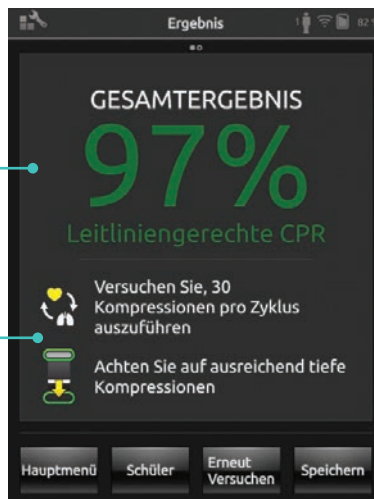 Ergebnis
1
82
GESAMTERGEBNIS
97%
Leitliniengerechte CPR
Versuchen Sie, 30
Kompressionen pro Zyklus
auszuführen
Achten Sie auf ausreichend tiefe
Kompressionen
Hauptmenü
Schüler
Erneut
Versuchen
Speichern